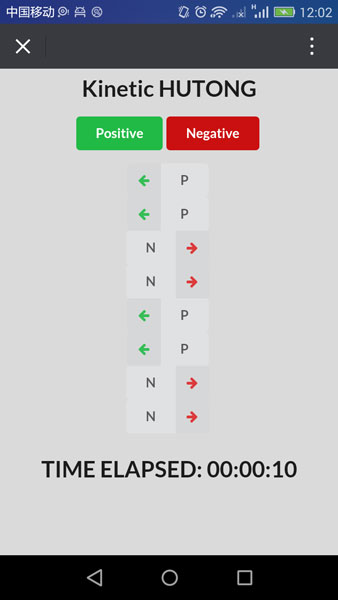 中国移动 12:02
Kinetic HUTONG
Positive Negative
P
P
N
N
P
P
N
N
TIME ELAPSED: 00:00:10